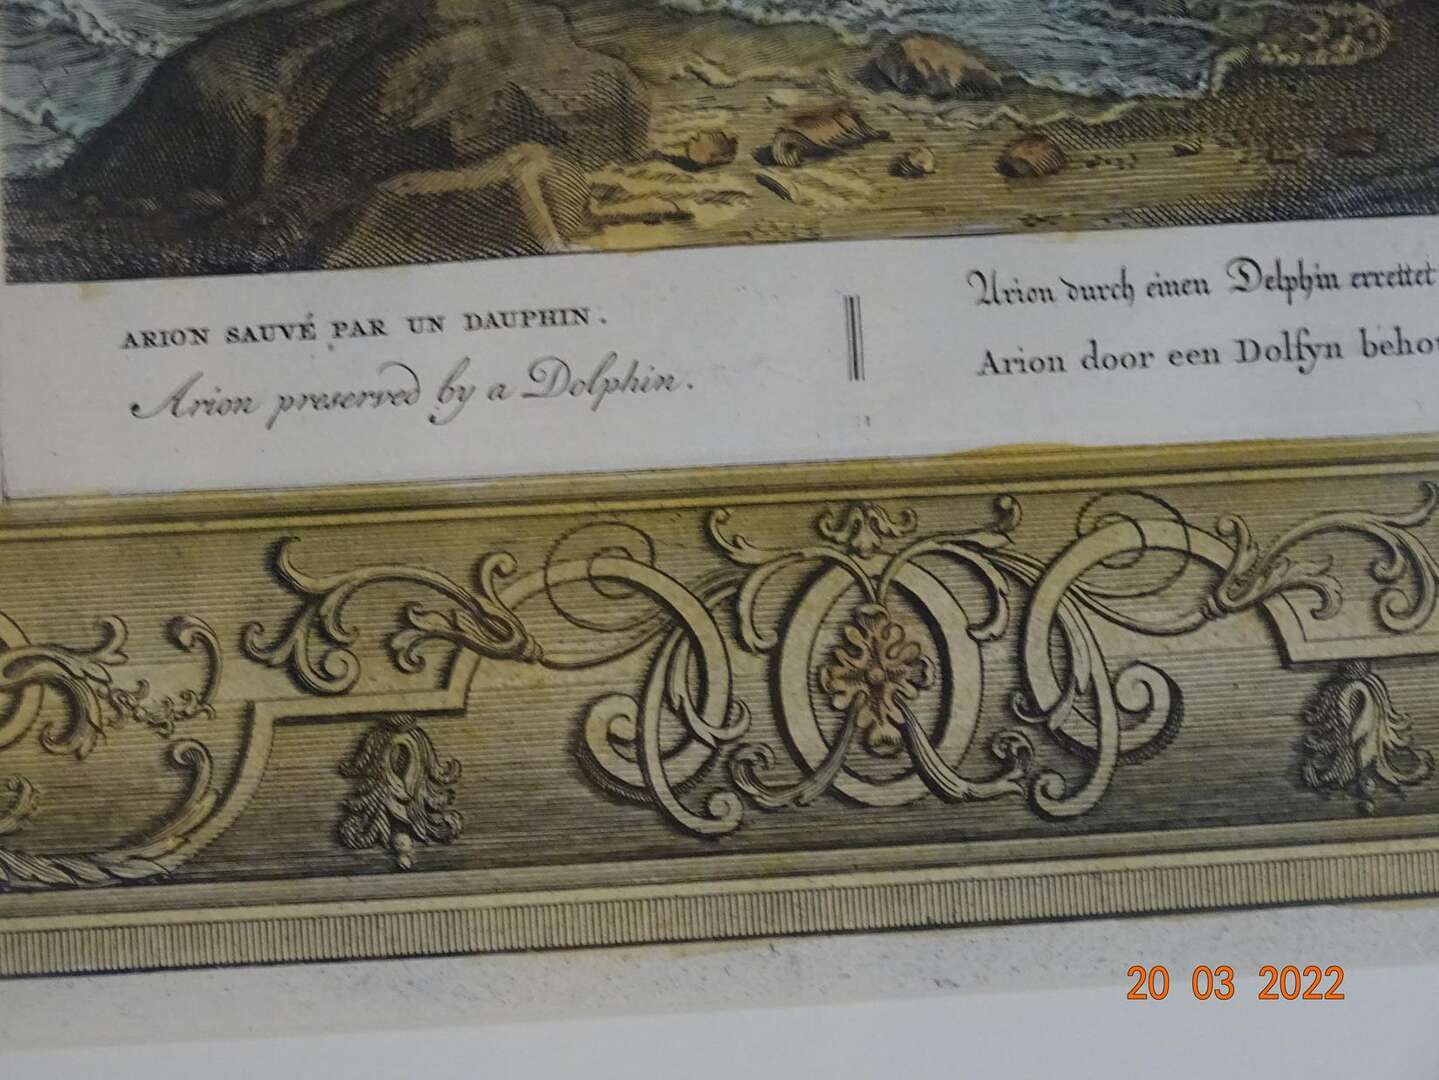 ARION SAUVÉ PAR UN DAUPHIN.
Arion preserved by a Dolphin.
Arion durch einen Delphin errettet
Arion door een Dolfyn
20 03 2022